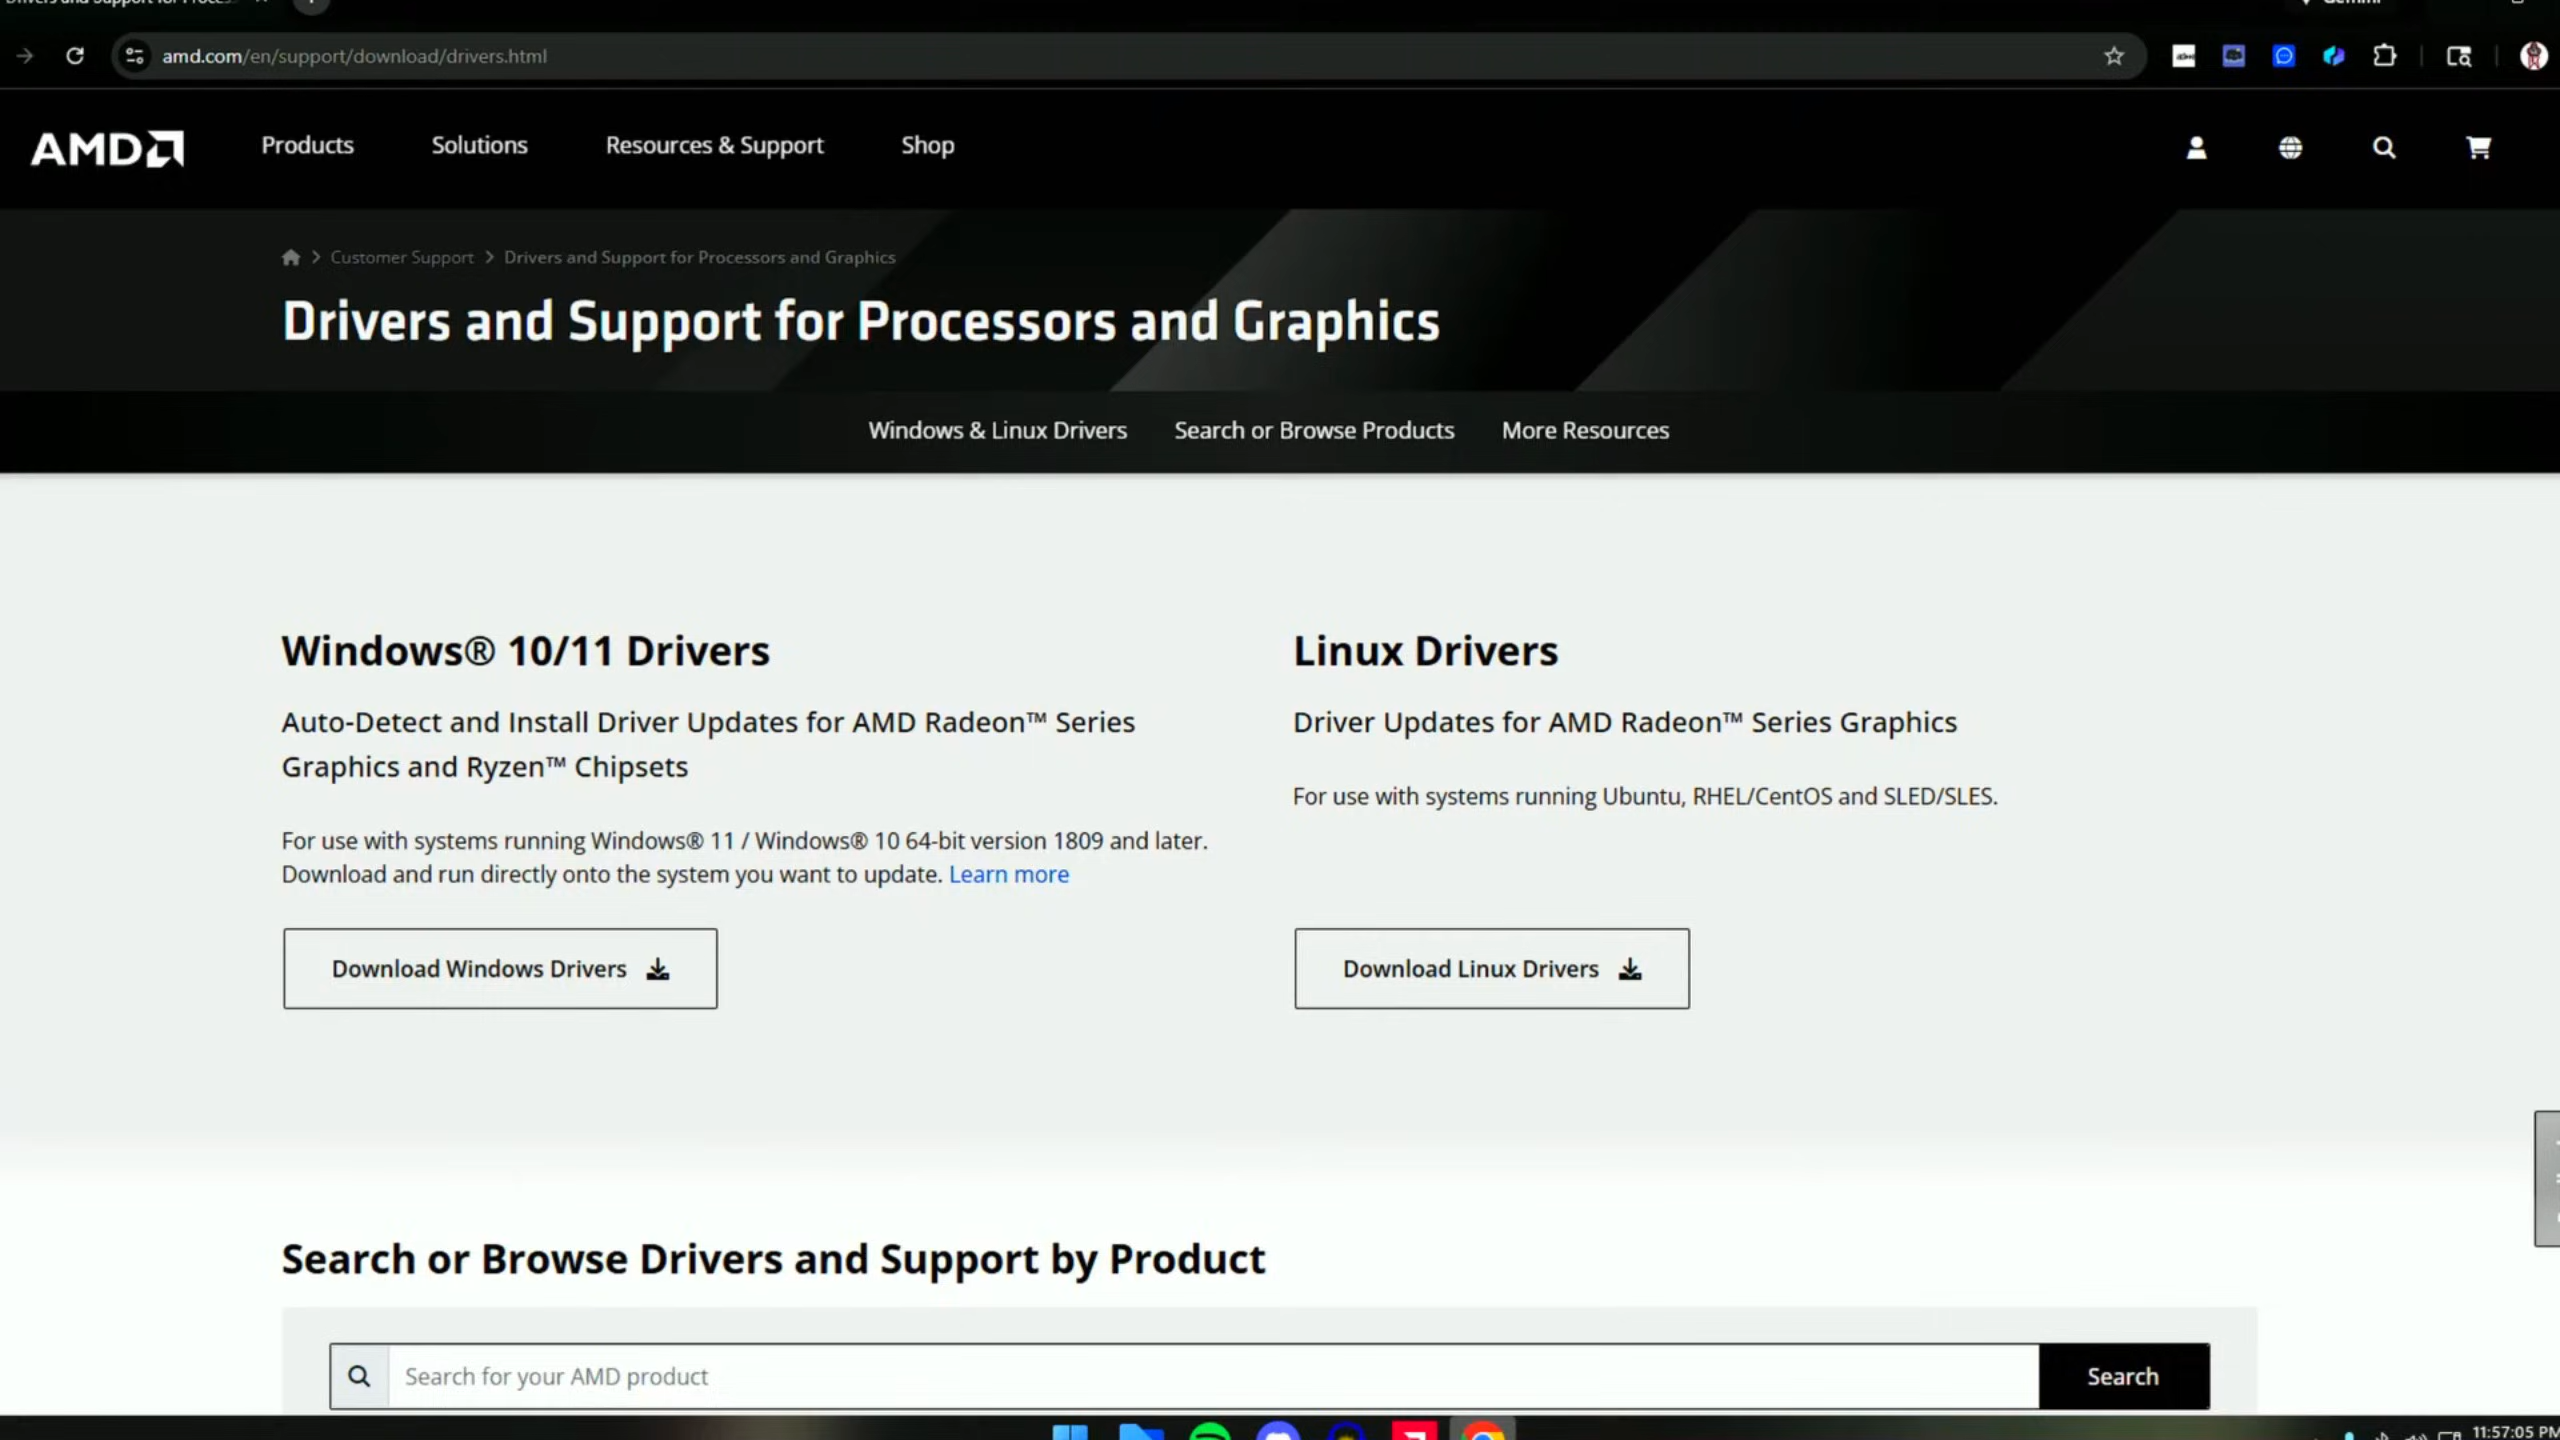 amd.com/en/support/download/drivers.html
AMD
Products
Solutions
Resources & Support
Shop
Customer Support
Drivers and Support for Processors and Graphics
Drivers and Support for Processors and Graphics
Windows & Linux Drivers
Search or Browse Products
More Resources
Windows® 10/11 Drivers
Auto-Detect and Install Driver Updates for AMD Radeon™ Series
Graphics and Ryzen™ Chipsets
For use with systems running Windows® 11 / Windows® 10 64-bit version 1809 and later.
Download and run directly onto the system you want to update. Learn more
Download Windows Drivers
Linux Drivers
Driver Updates for AMD Radeon™ Series Graphics
For use with systems running Ubuntu, RHEL/CentOS and SLED/SLES.
Download Linux Drivers
Search or Browse Drivers and Support by Product
Search for your AMD product
Search
11:57:05 PM